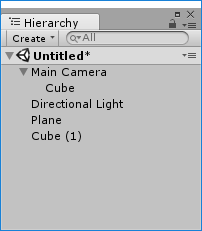 Hierarchy
Create All
Untitled*
Main Camera
Cube
Directional Light
Plane
Cube (1)